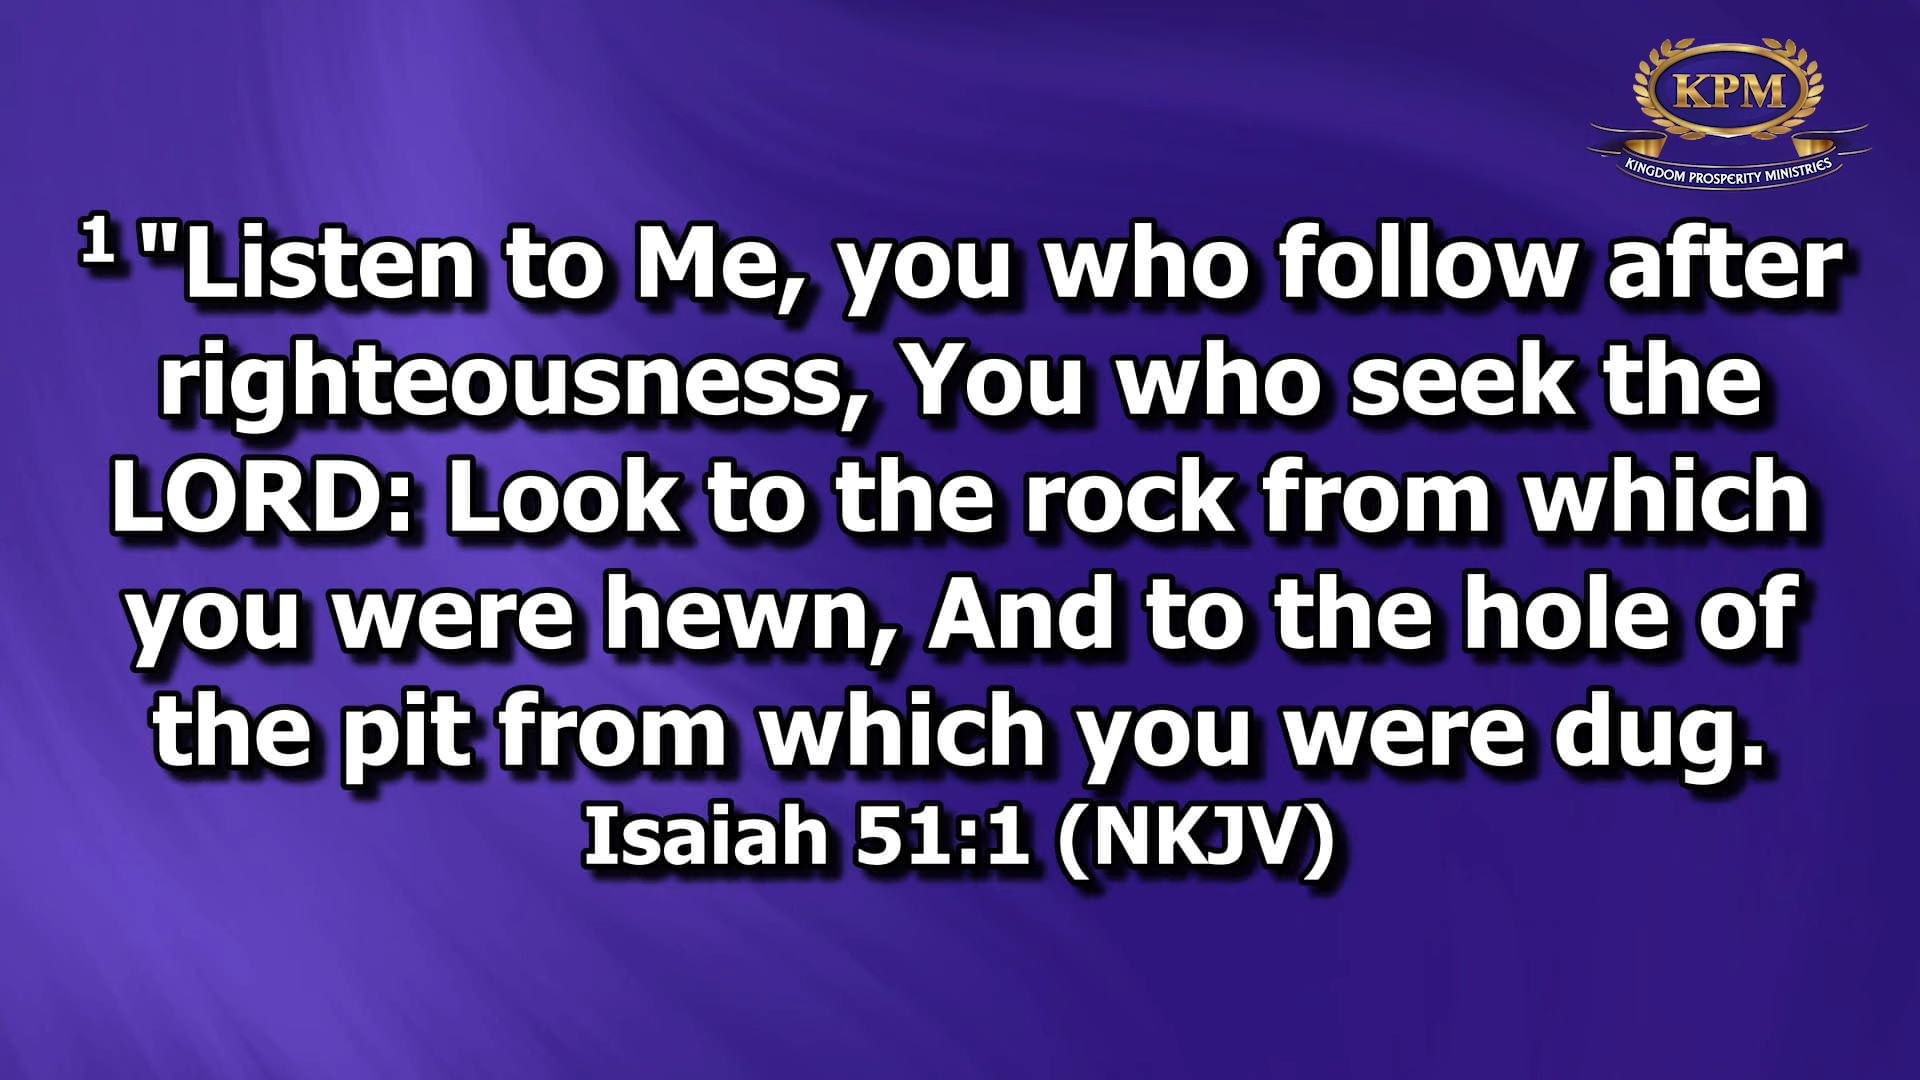 KPM
KINGDOM PROSPERITY MINISTRIES
1 "Listen to Me, you who follow after
righteousness, You who seek the
LORD: Look to the rock from which
you were hewn, And to the hole of
the pit from which you were dug.
Isaiah 51:1 (NKJV)